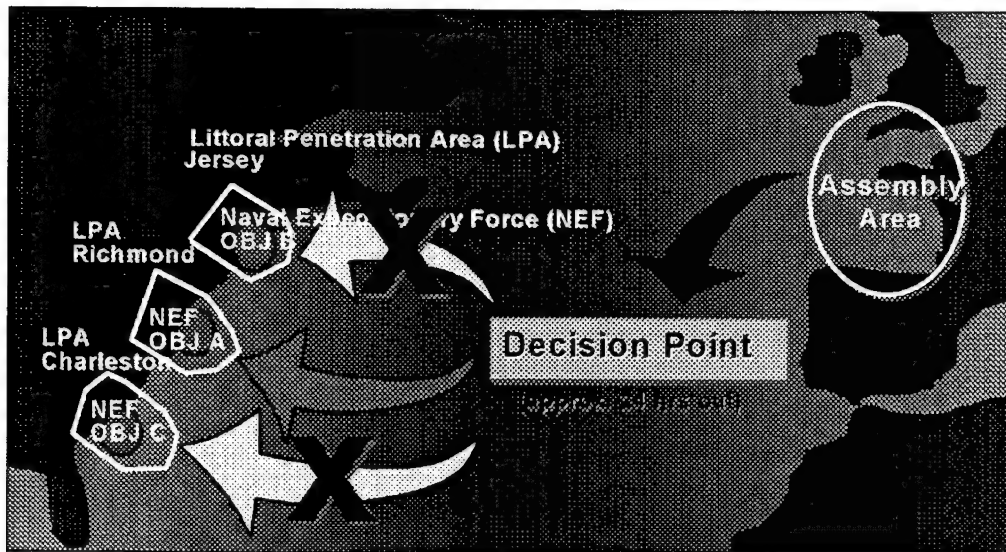 Littoral Penetration Area (LPA)
Jersey
Naval Expeditionary Force (NEF)
OBJ B
LPA
Richmond
NEF
OBJ A
LPA
Charleston
NEF
OBJ C
X
X
Assembly
Area
Decision Point